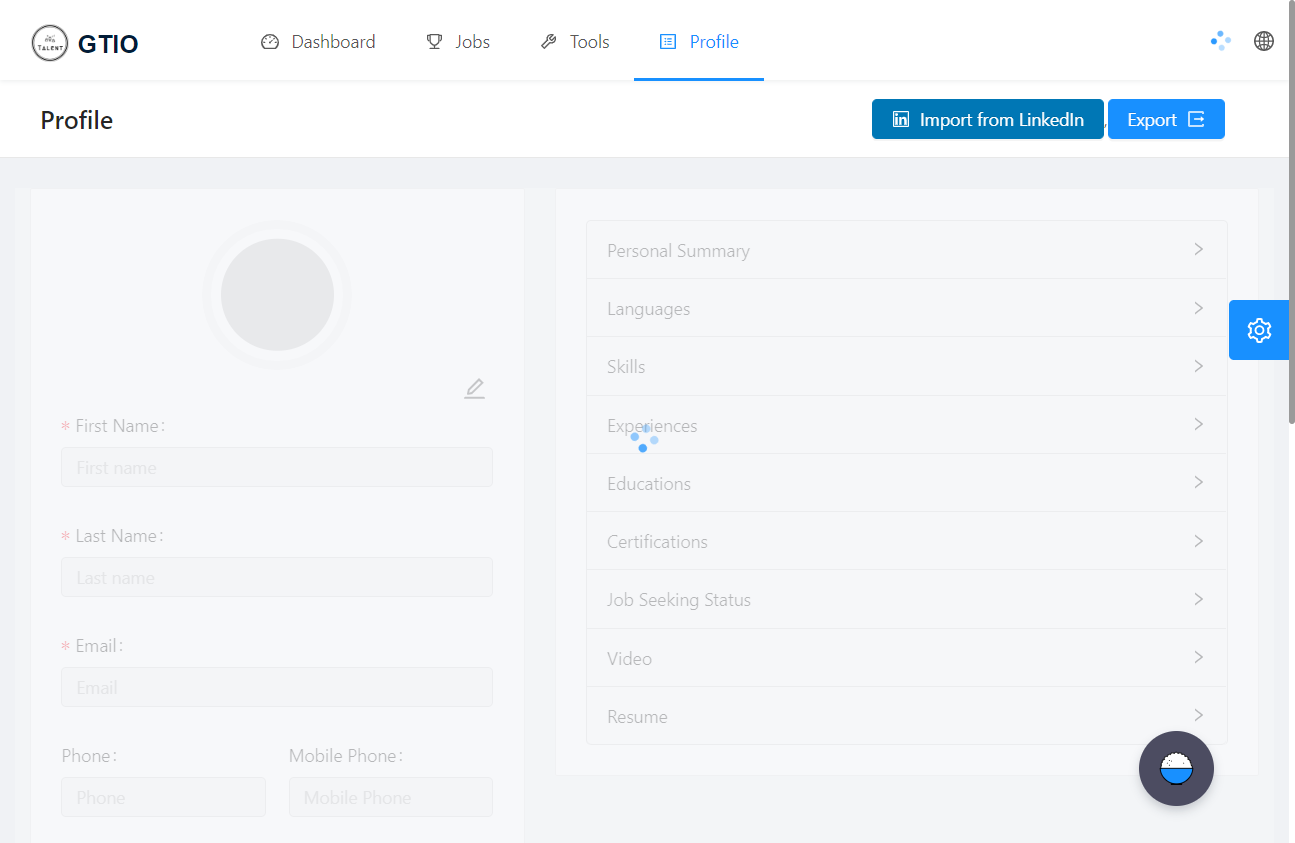 TALENT
GTIO
Dashboard
Jobs
Tools
Profile
Profile
Import from LinkedIn
Export
Personal Summary
Languages
Skills
Experiences
Educations
Certifications
Job Seeking Status
Video
Resume
* First Name:
First name
* Last Name:
Last name
* Email:
Email
Phone: Mobile Phone:
Phone Mobile Phone